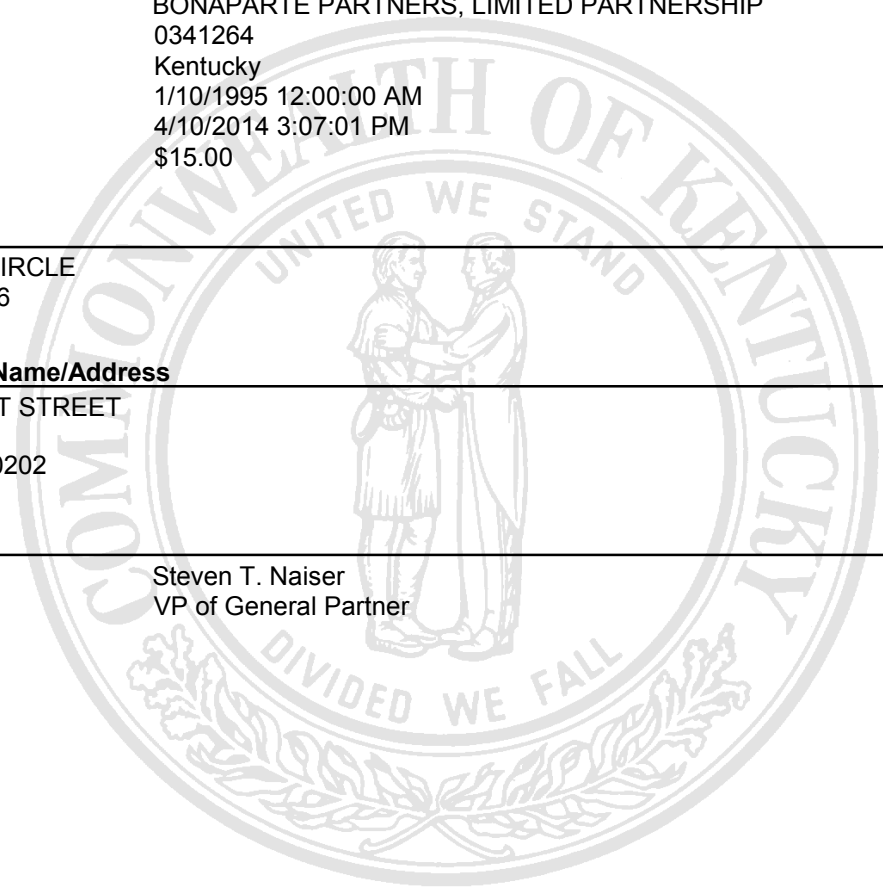 BONAPARTE PARTNERS, LIMITED PARTNERSHIP
0341264
Kentucky
1/10/1995 12:00:00 AM
4/10/2014 3:07:01 PM
$15.00
IRCLE
6
Name/Address
T STREET
0202
Steven T. Naiser
VP of General Partner
COMMONWEALTH OF KENTUCKY
UNITED WE STAND
DIVIDED WE FALL